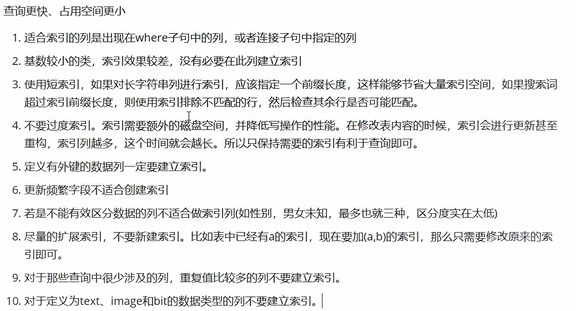 查询更快、占用空间更小
1. 适合索引的列是出现在where子句中的列，或者连接子句中指定的列
2. 基数较小的类，索引效果较差，没有必要在此列建立索引
3. 使用短索引，如果对长字符串列进行索引，应该指定一个前缀长度，这样能够节省大量索引空间，如果搜索词
超过索引前缀长度，则使用索引排除不匹配的行，然后检查其余行是否可能匹配。
4. 不要过度索引。索引需要额外的磁盘空间，并降低写操作的性能。在修改表内容的时候，索引会进行更新甚至
重构，索引列越多，这个时间就会越长。所以只保持需要的索引有利于查询即可。
5. 定义有外键的数据列一定要建立索引。
6. 更新频繁字段不适合创建索引
7. 若是不能有效区分数据的列不适合做索引列(如性别，男女未知，最多也就三种，区分度实在太低)
8. 尽量的扩展索引，不要新建索引。比如表中已经有a的索引，现在要加(a,b)的索引，那么只需要修改原来的索
引即可。
9. 对于那些查询中很少涉及的列，重复值比较多的列不要建立索引。
10. 对于定义为text、image和bit的数据类型的列不要建立索引。